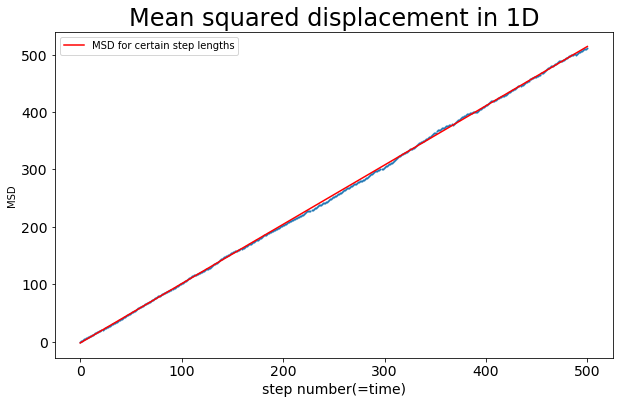 Mean squared displacement in 1D
MSD for certain step lengths
500
400
300
200
100
0
MSD
0 100 200 300 400 500
step number(=time)